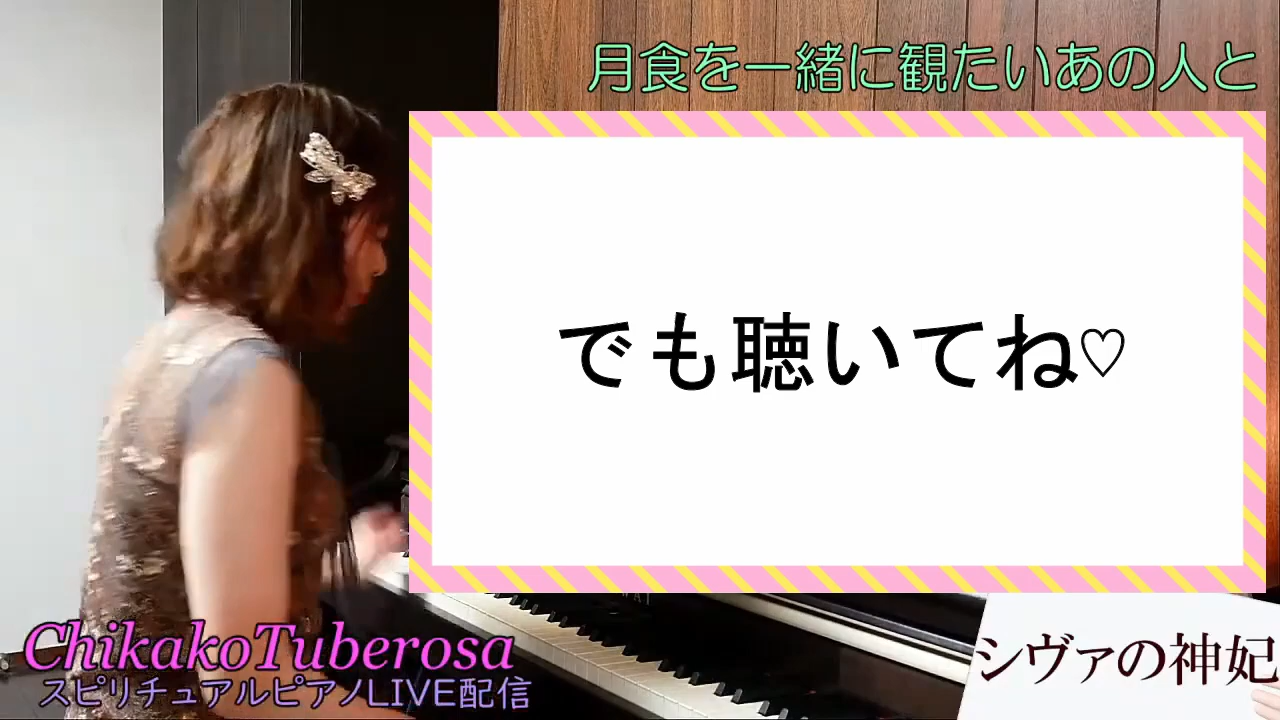 月食を一緒に観たいあの人と
でも聴いてね♡
ChikakoTuberosa
スピリチュアルピアノLIVE配信
シヴァの神妃